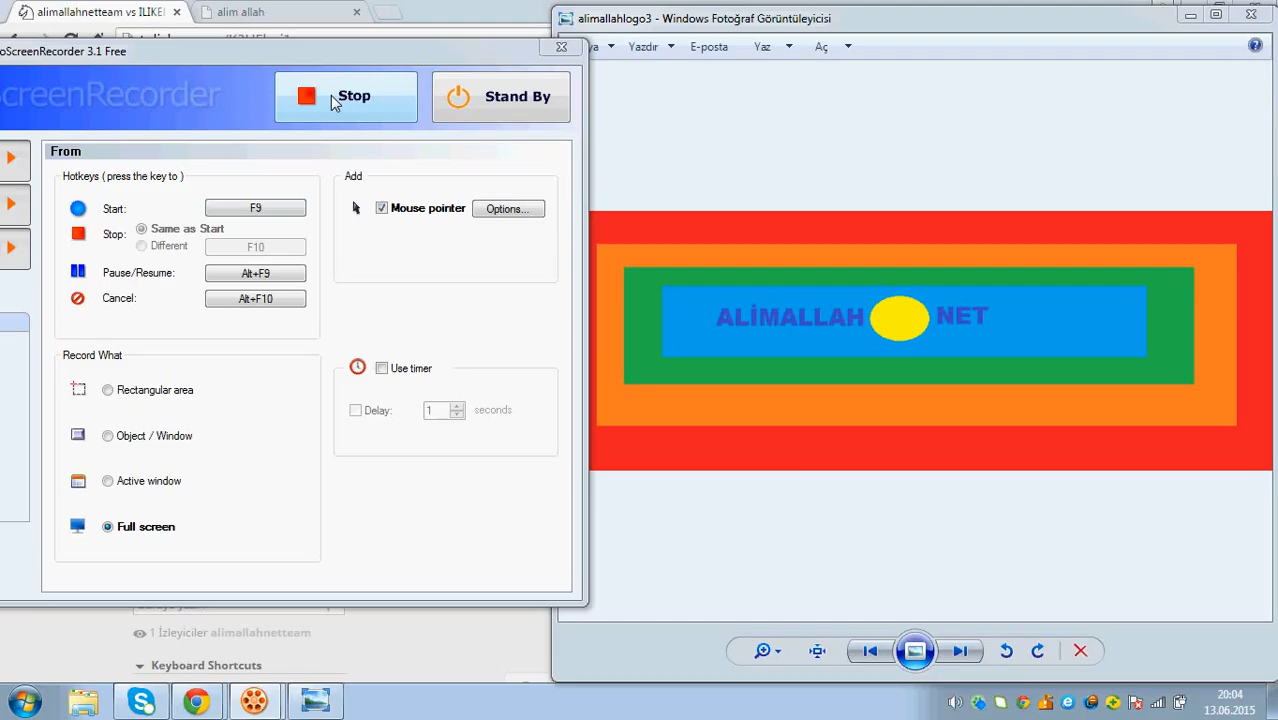 alimallahnetteam vs ILIKE
alim allah
oScreenRecorder 3.1 Free
creenRecorder
Stop
Stand By
From
Hotkeys ( press the key to )
Start:
F9
Stop:
Same as Start
Different
F10
Pause/Resume:
Alt+F9
Cancel:
Alt+F10
Add
Mouse pointer
Options...
Record What
Rectangular area
Object / Window
Active window
Full screen
Use timer
Delay:
1
seconds
1 İzleyiciler alimallahnetteam
Keyboard Shortcuts
alimallahlogo3 - Windows Fotoğraf Görüntüleyicisi
ya
Yazdır
E-posta
Yaz
Aç
ALİMALLAH NET
20:04
13.06.2015